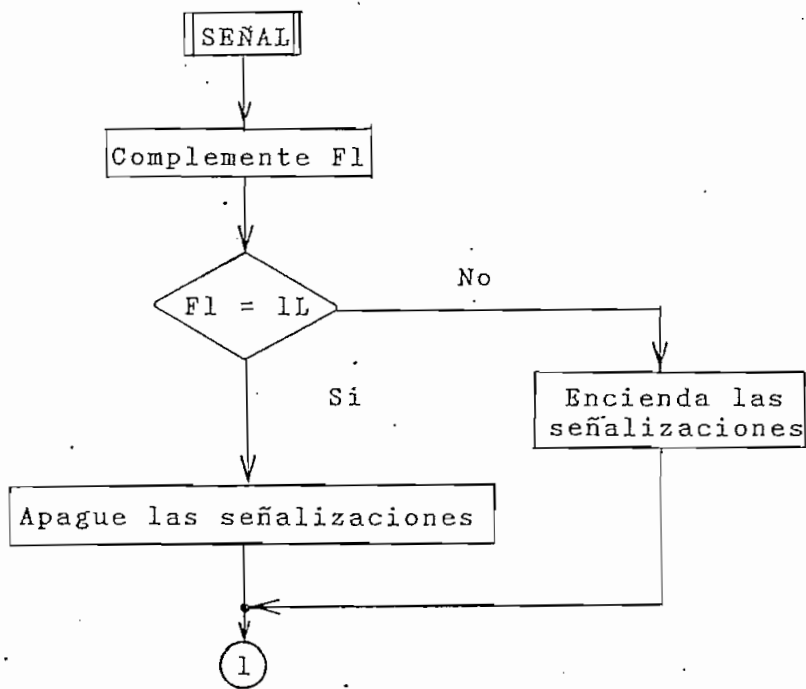 SEÑAL
Complemente F1
F1 = 1L
No
Si
Encienda las
señalizaciones
Apague las señalizaciones
1